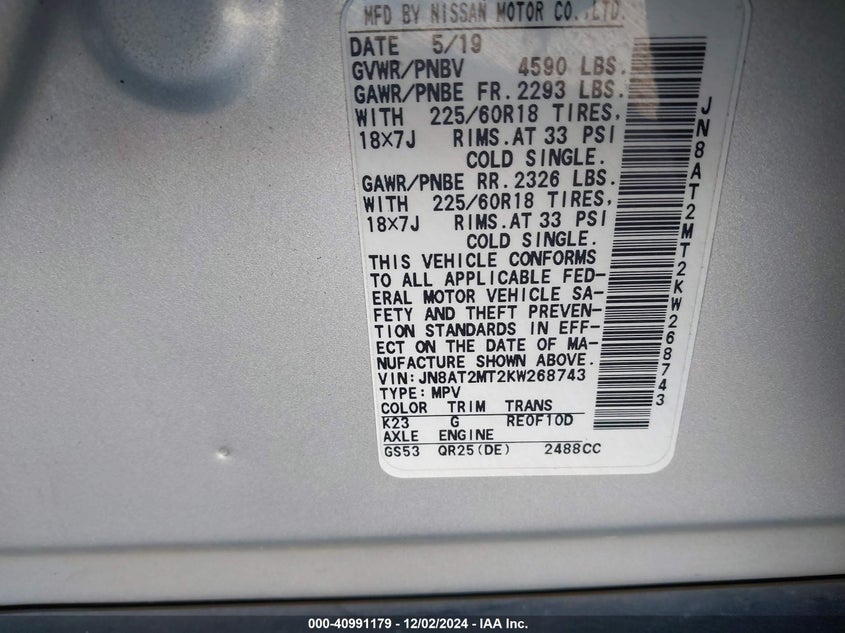 MFD BY NISSAN MOTOR CO.,LTD.
DATE 5/19
GVWR/PNBV 4590 LBS.
GAWR/PNBE FR. 2293 LBS.
WITH 225/60R18 TIRES,
18×7J RIMS. AT 33 PSI
COLD SINGLE.
GAWR/PNBE RR. 2326 LBS.
WITH 225/60R18 TIRES,
18×7J RIMS. AT 33 PSI
COLD SINGLE.
THIS VEHICLE CONFORMS
TO ALL APPLICABLE FED-
ERAL MOTOR VEHICLE SA-
FETY AND THEFT PREVEN-
TION STANDARDS IN EFF-
ECT ON THE DATE OF MA-
NUFACTURE SHOWN ABOVE.
VIN: JN8AT2MT2KW268743
TYPE: MPV
COLOR TRIM TRANS
K23 G RE0F10D
AXLE ENGINE
GS53 QR25(DE) 2488CC
JN8AT2MT2KW268743
000-40991179 - 12/02/2024 - IAA Inc.